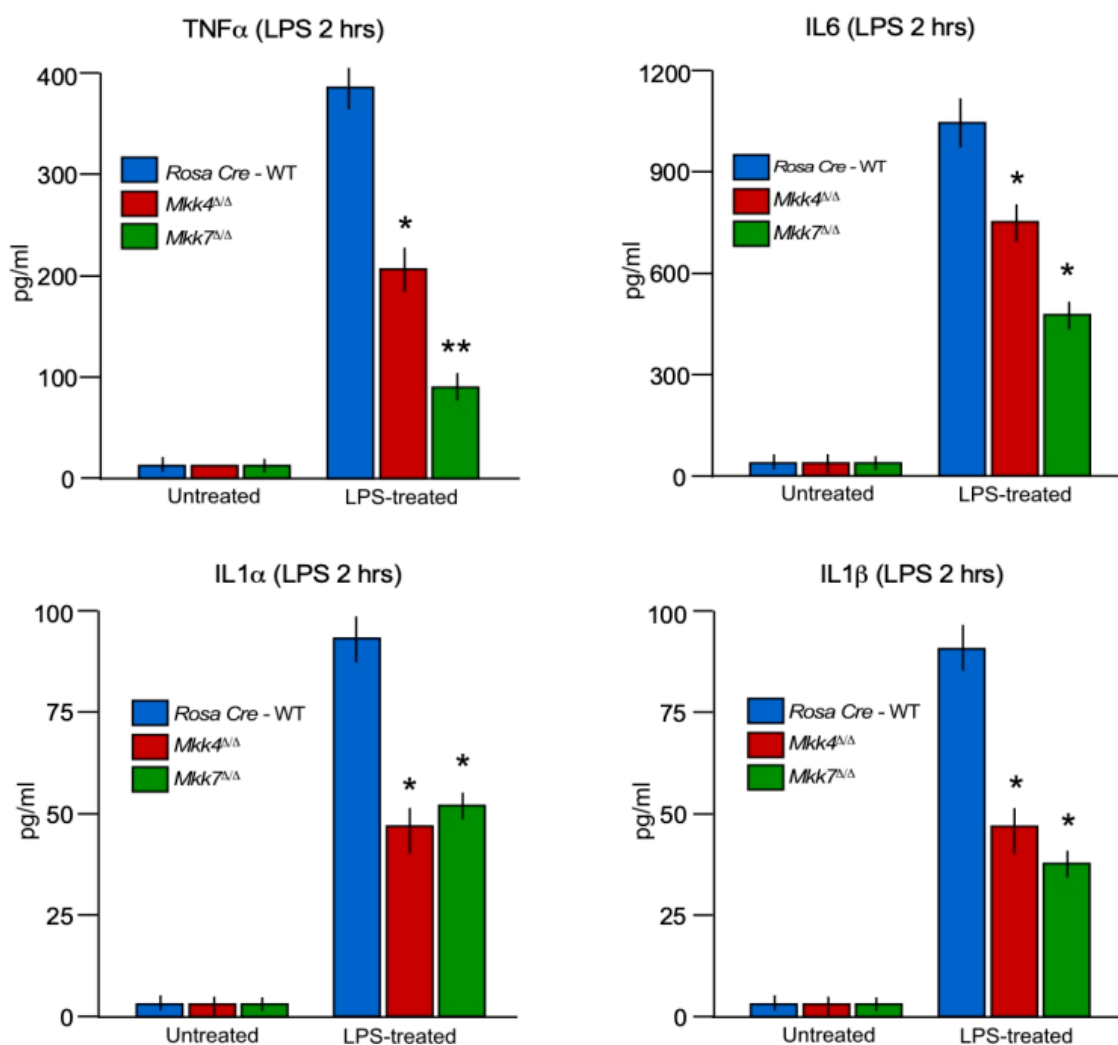 TNFα (LPS 2 hrs)
400
300
200
100
0
pg/ml
Rosa Cre - WT
Mkk4Δ/Δ
Mkk7Δ/Δ
*
**
Untreated
LPS-treated
IL6 (LPS 2 hrs)
1200
900
600
300
0
pg/ml
Rosa Cre - WT
Mkk4Δ/Δ
Mkk7Δ/Δ
*
*
Untreated
LPS-treated
IL1α (LPS 2 hrs)
100
75
50
25
0
pg/ml
Rosa Cre - WT
Mkk4Δ/Δ
Mkk7Δ/Δ
*
*
Untreated
LPS-treated
IL1β (LPS 2 hrs)
100
75
50
25
0
pg/ml
Rosa Cre - WT
Mkk4Δ/Δ
Mkk7Δ/Δ
*
*
Untreated
LPS-treated